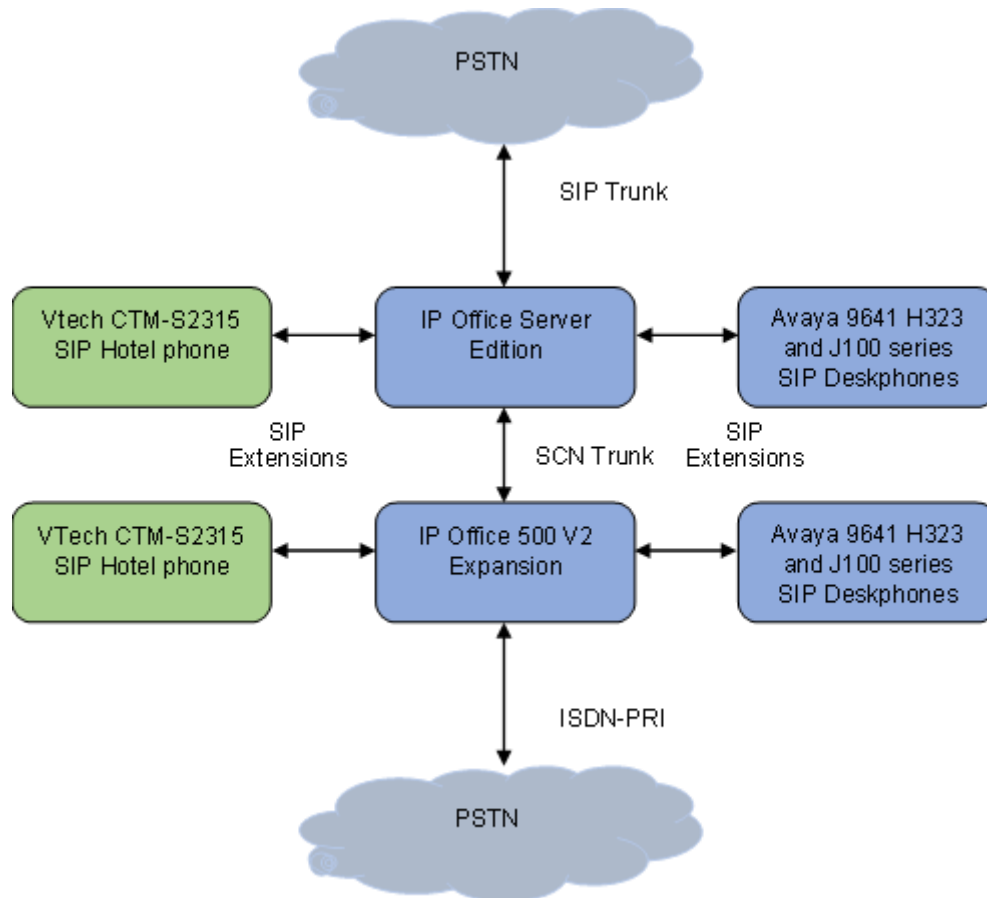 PSTN
SIP Trunk
Vtech CTM-S2315
SIP Hotel phone
IP Office Server
Edition
Avaya 9641 H323
and J100 series
SIP Deskphones
SIP
Extensions
SCN Trunk
SIP
Extensions
VTech CTM-S2315
SIP Hotel phone
IP Office 500 V2
Expansion
Avaya 9641 H323
and J100 series
SIP Deskphones
ISDN-PRI
PSTN